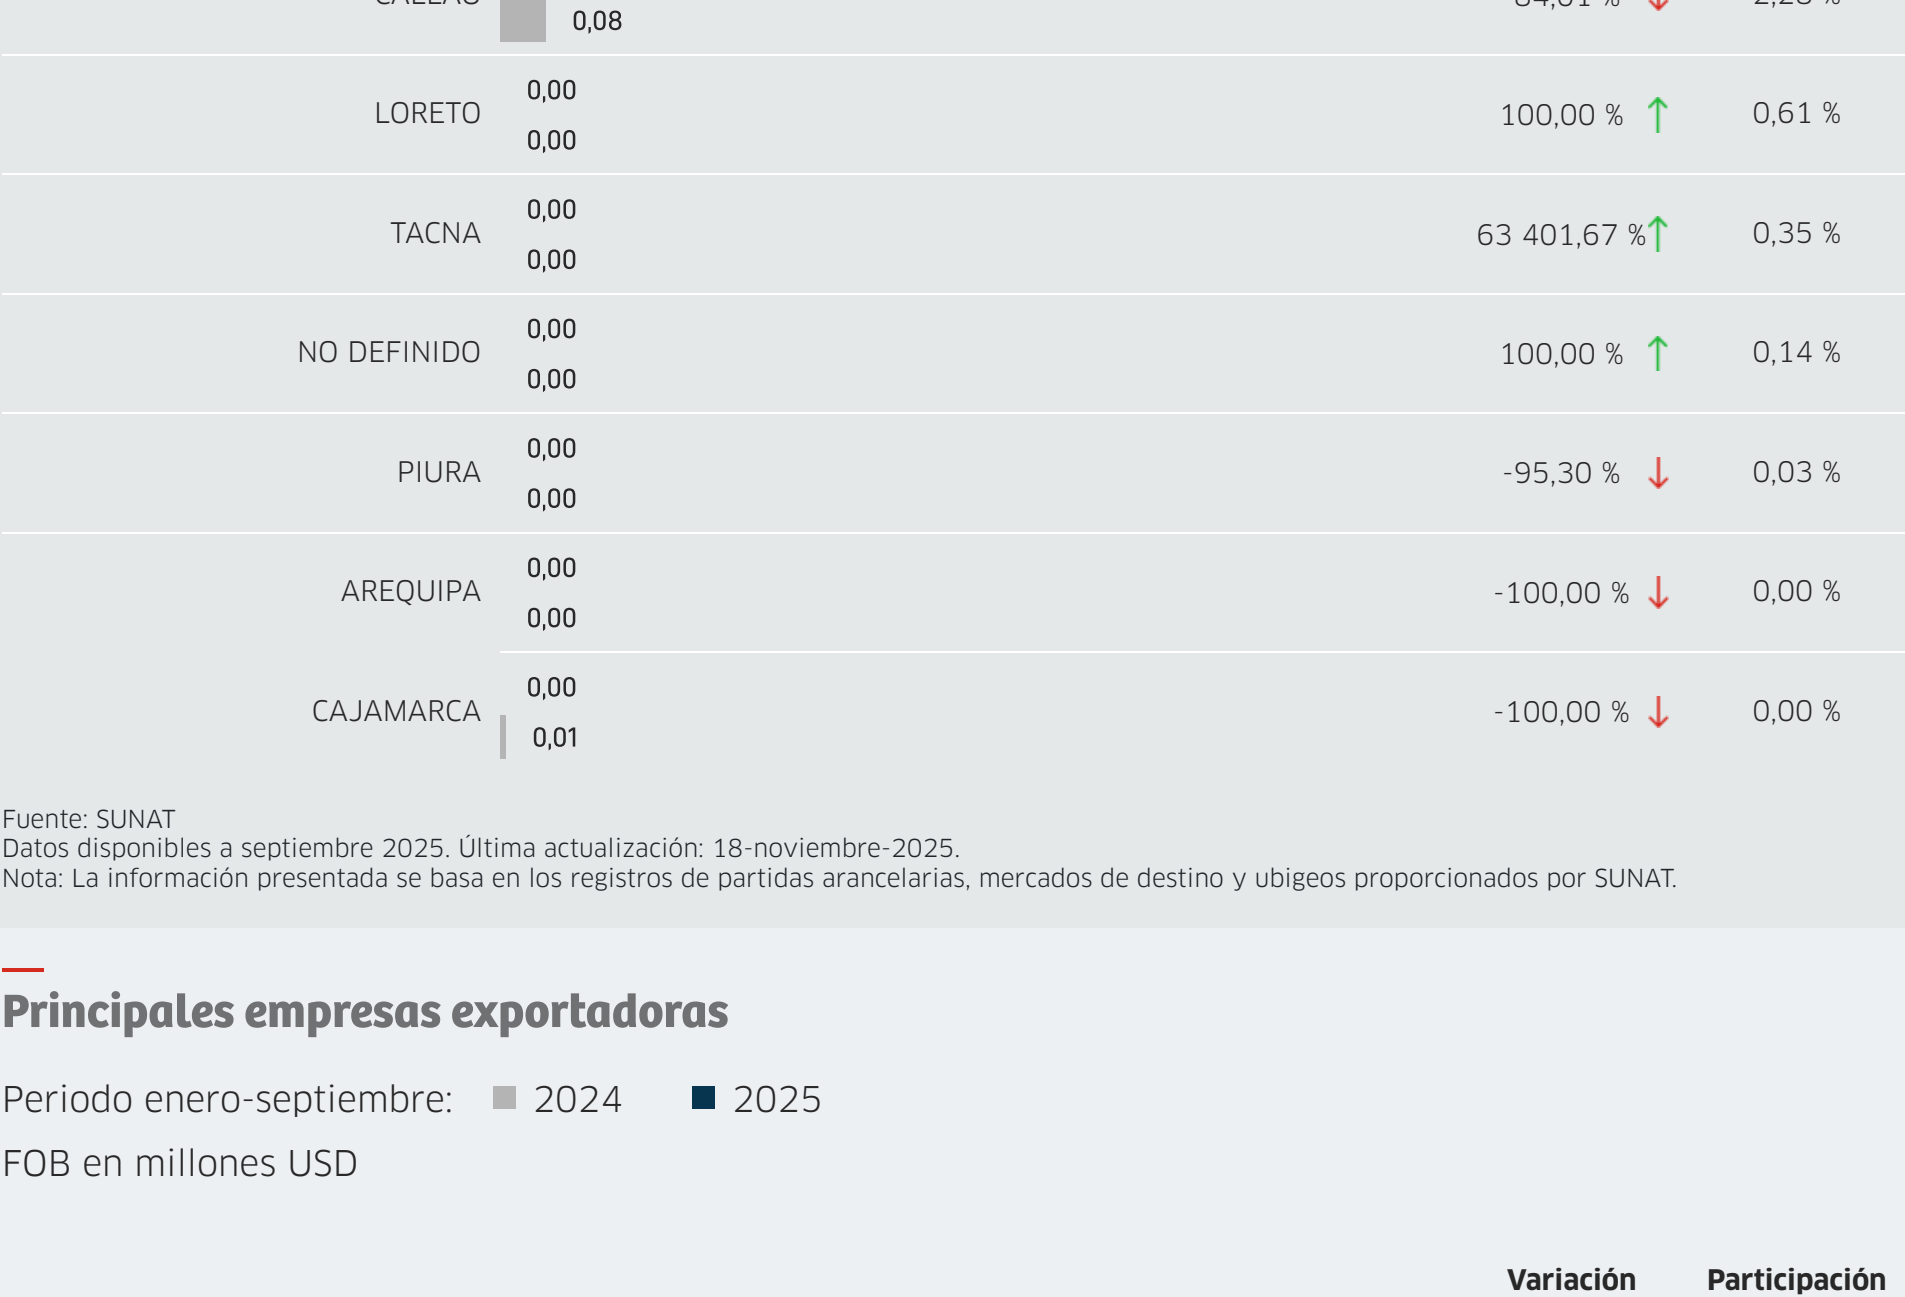 0,08
LORETO 0,00 0,00 100,00 % ↑ 0,61 %
TACNA 0,00 0,00 63 401,67 % ↑ 0,35 %
NO DEFINIDO 0,00 0,00 100,00 % ↑ 0,14 %
PIURA 0,00 0,00 -95,30 % ↓ 0,03 %
AREQUIPA 0,00 0,00 -100,00 % ↓ 0,00 %
CAJAMARCA 0,00 0,01 -100,00 % ↓ 0,00 %
Fuente: SUNAT
Datos disponibles a septiembre 2025. Última actualización: 18-noviembre-2025.
Nota: La información presentada se basa en los registros de partidas arancelarias, mercados de destino y ubigeos proporcionados por SUNAT.
Principales empresas exportadoras
Periodo enero-septiembre: 2024 2025
FOB en millones USD
Variación Participación